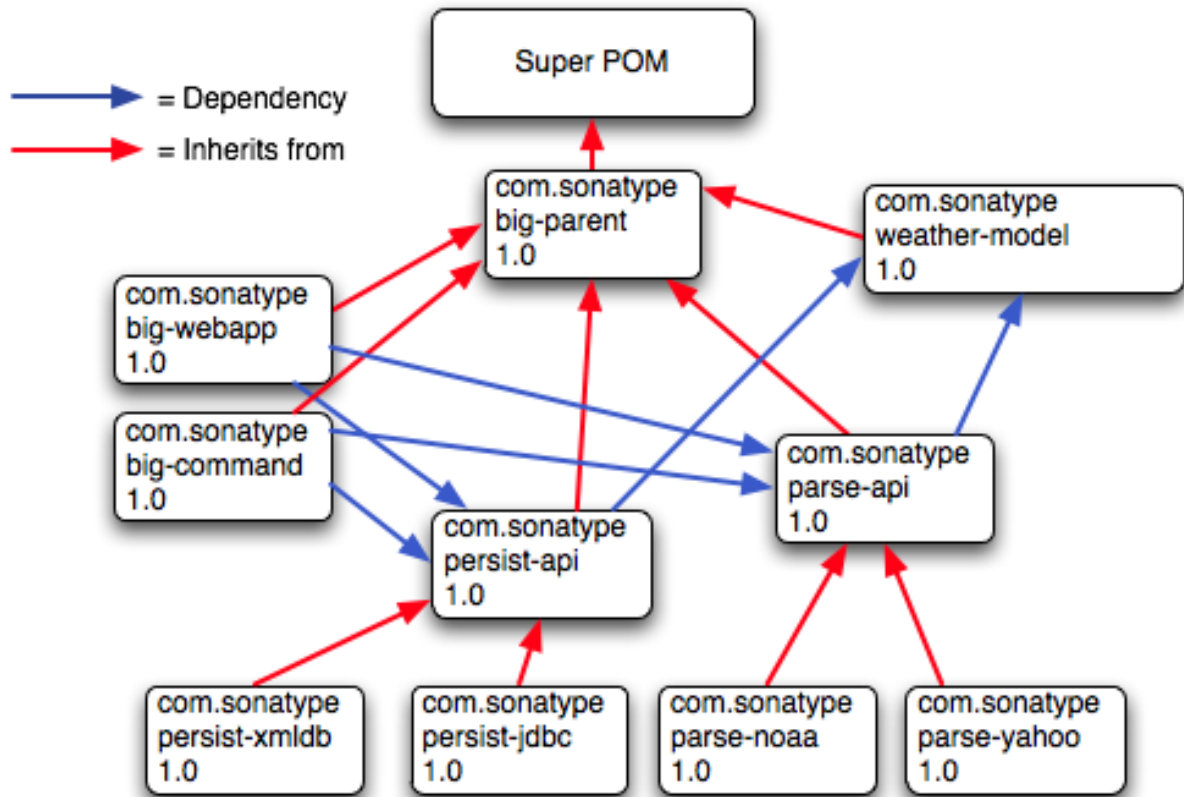 Super POM
= Dependency
= Inherits from
com.sonatype
big-parent
1.0
com.sonatype
weather-model
1.0
com.sonatype
big-webapp
1.0
com.sonatype
big-command
1.0
com.sonatype
parse-api
1.0
com.sonatype
persist-api
1.0
com.sonatype
persist-xmldb
1.0
com.sonatype
persist-jdbc
1.0
com.sonatype
parse-noaa
1.0
com.sonatype
parse-yahoo
1.0